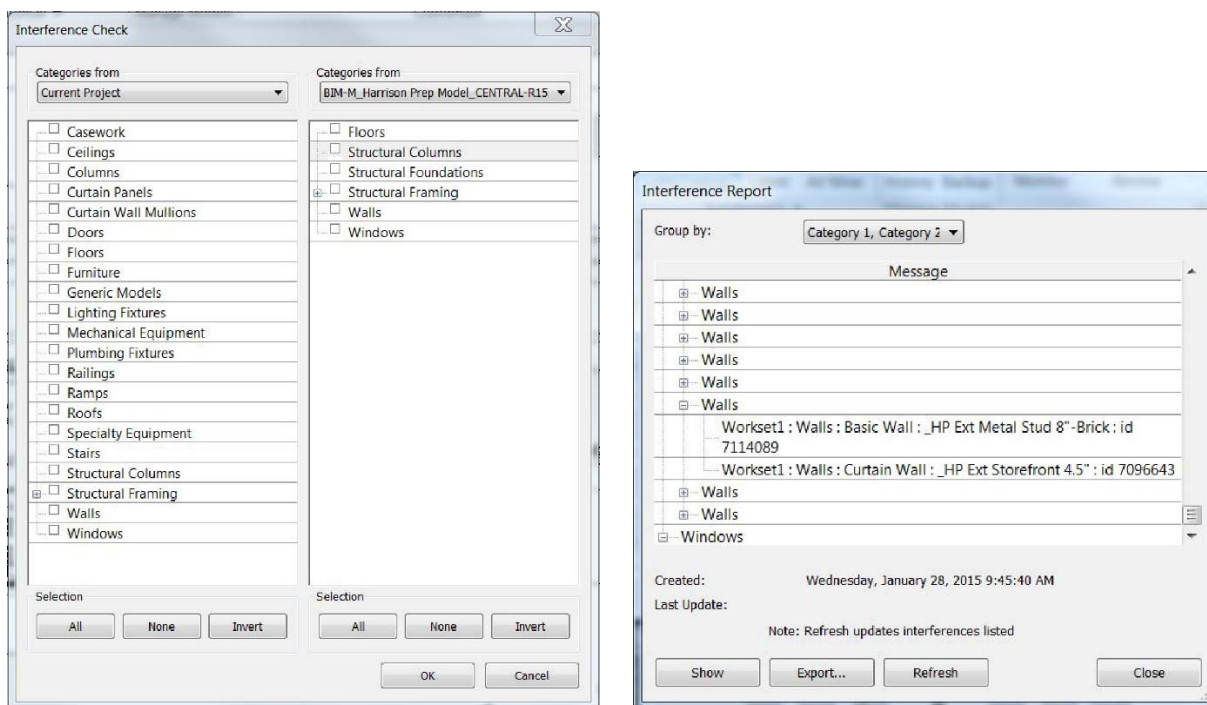 Interference Check
Categories from
Current Project
Casework
Ceilings
Columns
Curtain Panels
Curtain Wall Mullions
Doors
Floors
Furniture
Generic Models
Lighting Fixtures
Mechanical Equipment
Plumbing Fixtures
Railings
Ramps
Roofs
Specialty Equipment
Stairs
Structural Columns
Structural Framing
Walls
Windows
Selection
All None Invert
Categories from
BIM-M_Harrison Prep Model_CENTRAL-R15
Floors
Structural Columns
Structural Foundations
Structural Framing
Walls
Windows
Selection
All None Invert
OK Cancel
Interference Report
Group by: Category 1, Category 2
Message
Walls
Walls
Walls
Walls
Walls
Walls
Workset1 : Walls : Basic Wall : _HP Ext Metal Stud 8"-Brick : id
7114089
Workset1 : Walls : Curtain Wall : _HP Ext Storefront 4.5" : id 7096643
Walls
Walls
Windows
Created: Wednesday, January 28, 2015 9:45:40 AM
Last Update:
Note: Refresh updates interferences listed
Show Export... Refresh Close